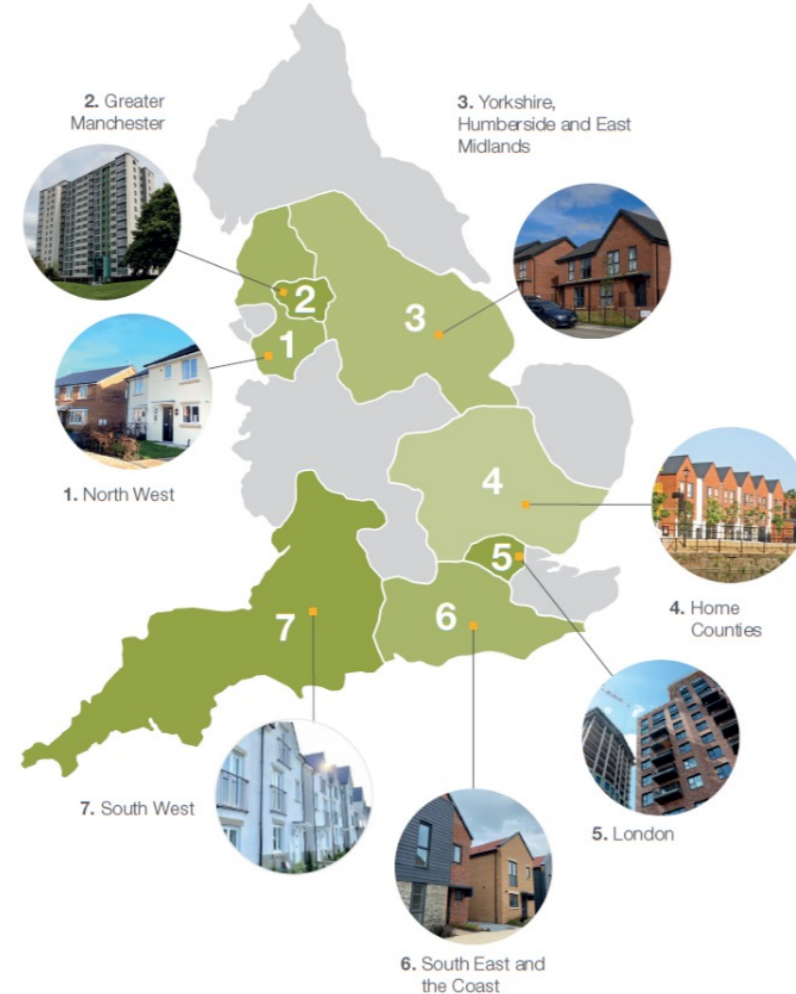 2. Greater
Manchester
3. Yorkshire,
Humberside and East
Midlands
2
3
1
1. North West
4
5
4. Home
Counties
6
7
7. South West
5. London
6. South East and
the Coast